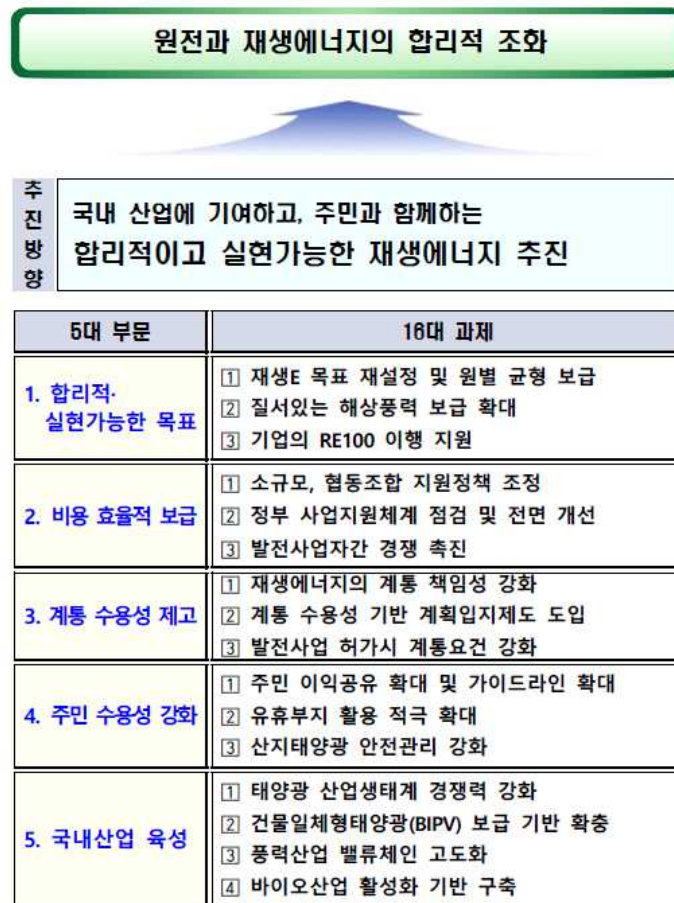 원전과 재생에너지의 합리적 조화
추진방향
국내 산업에 기여하고, 주민과 함께하는
합리적이고 실현가능한 재생에너지 추진
5대 부문
16대 과제
1. 합리적·
실현가능한 목표
1 재생E 목표 재설정 및 원별 균형 보급
2 질서있는 해상풍력 보급 확대
3 기업의 RE100 이행 지원
2. 비용 효율적 보급
1 소규모, 협동조합 지원정책 조정
2 정부 사업지원체계 점검 및 전면 개선
3 발전사업자간 경쟁 촉진
3. 계통 수용성 제고
1 재생에너지의 계통 책임성 강화
2 계통 수용성 기반 계획입지제도 도입
3 발전사업 허가시 계통요건 강화
4. 주민 수용성 강화
1 주민 이익공유 확대 및 가이드라인 확대
2 유휴부지 활용 적극 확대
3 산지태양광 안전관리 강화
5. 국내산업 육성
1 태양광 산업생태계 경쟁력 강화
2 건물일체형태양광(BIPV) 보급 기반 확충
3 풍력산업 밸류체인 고도화
4 바이오산업 활성화 기반 구축